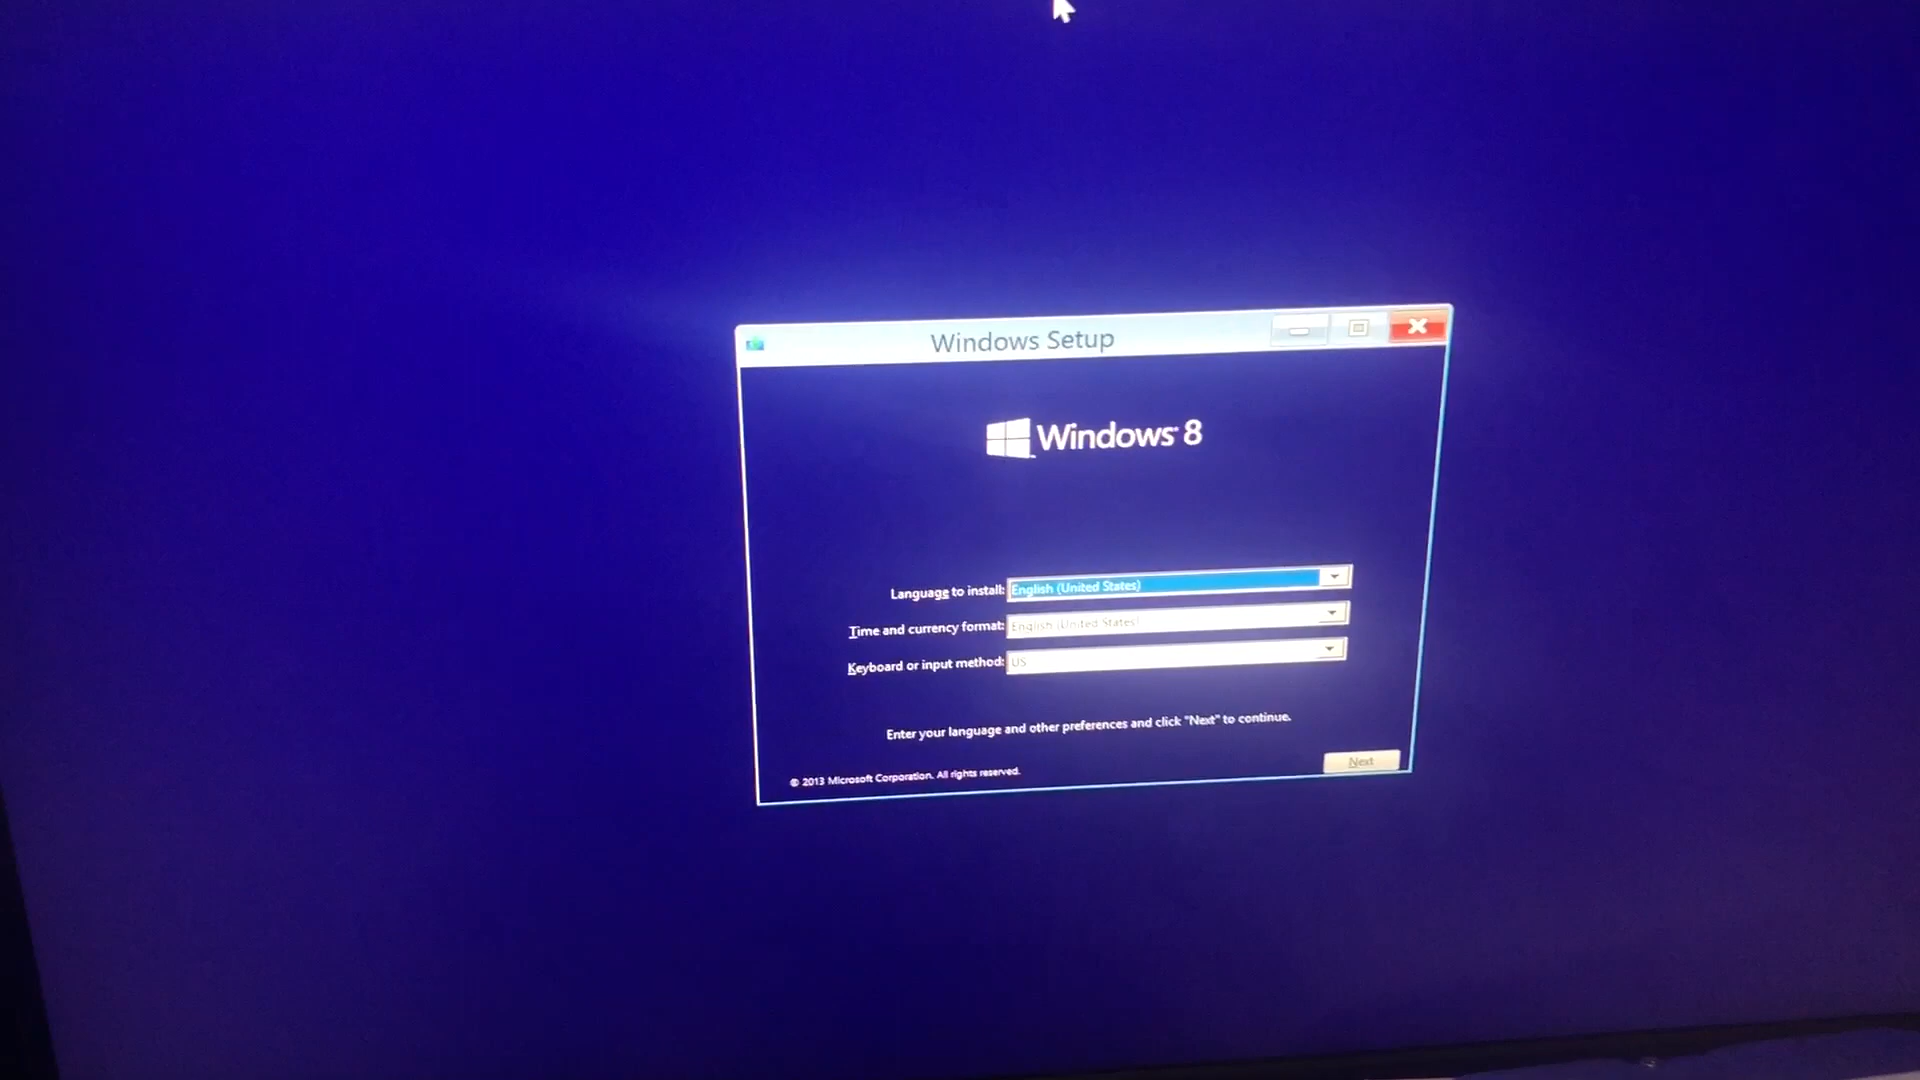 Windows Setup
Windows 8
Language to install: English (United States)
Time and currency format: English (United States)
Keyboard or input method: US
Enter your language and other preferences and click "Next" to continue.
© 2013 Microsoft Corporation. All rights reserved.
Next